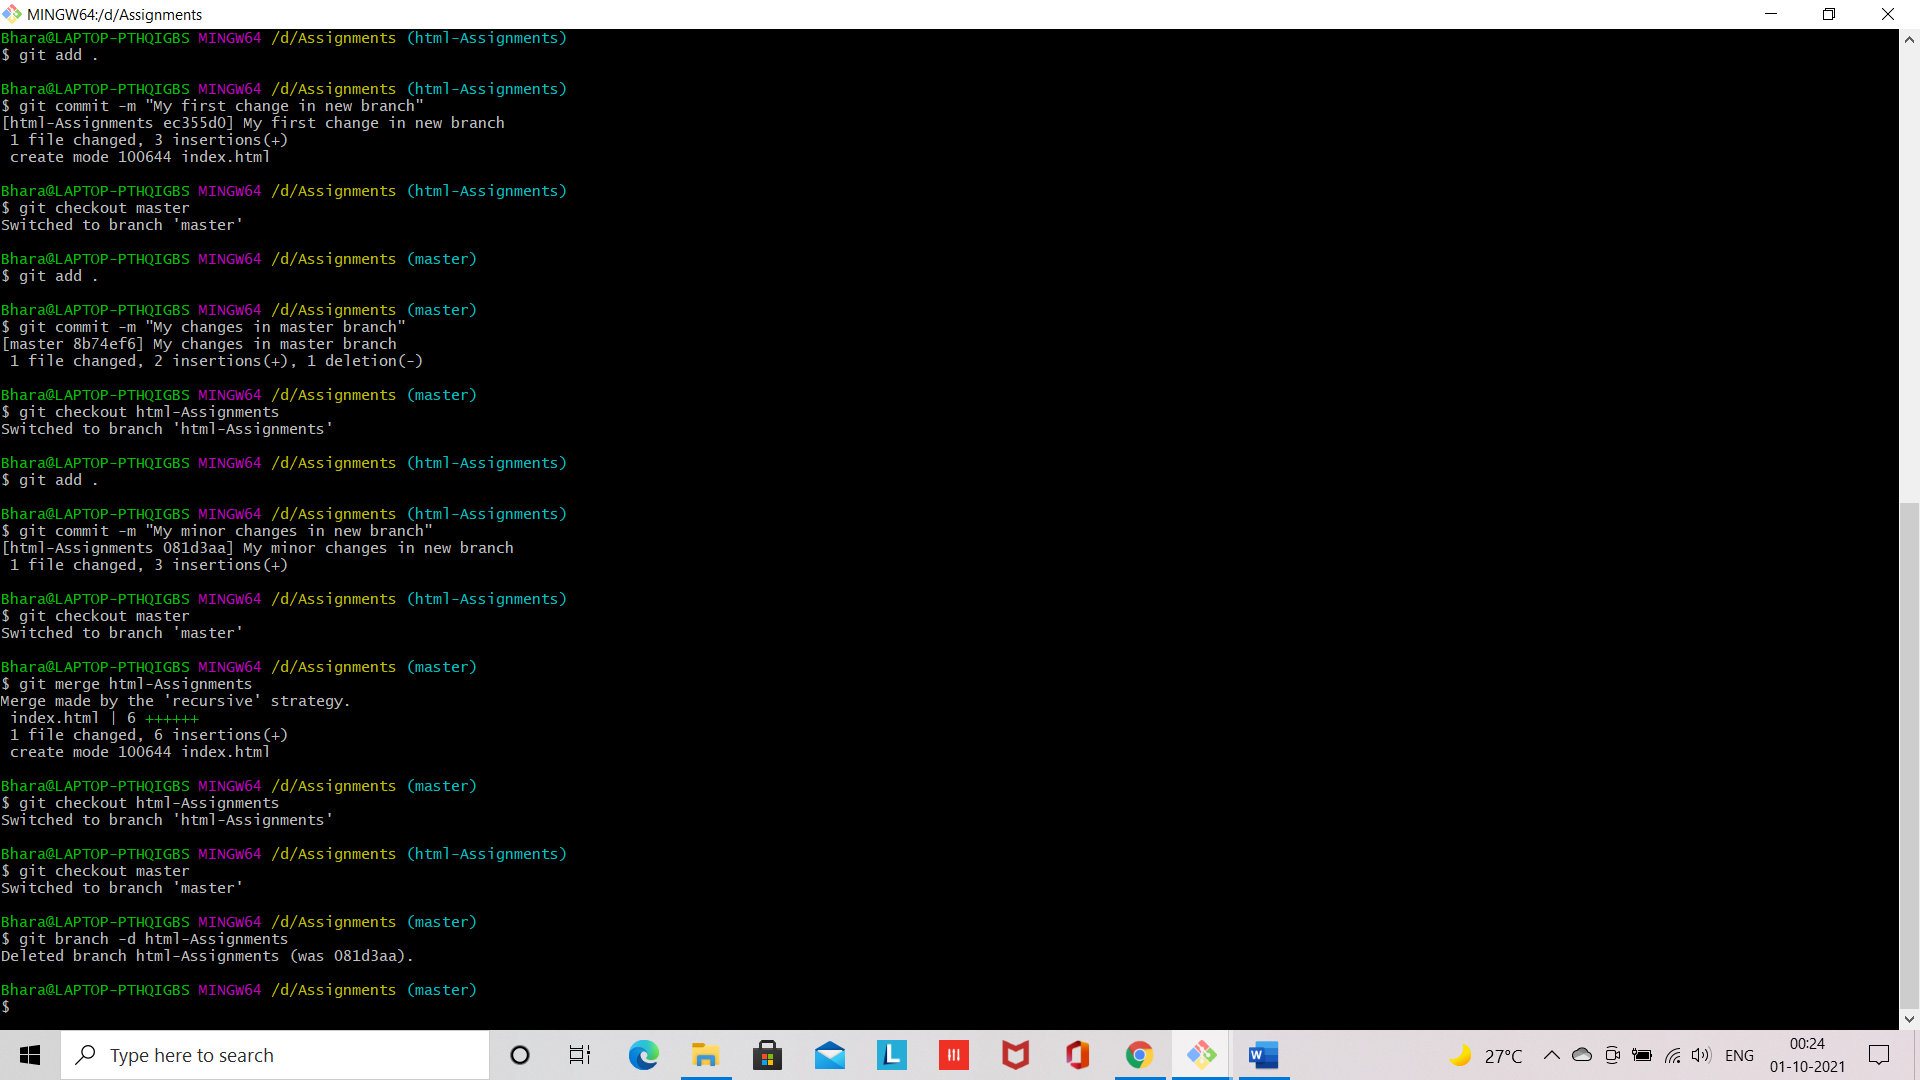 MINGW64:/d/Assignments
Bhara@LAPTOP-PTHQIGBS MINGW64 /d/Assignments (html-Assignments)
$ git add .
Bhara@LAPTOP-PTHQIGBS MINGW64 /d/Assignments (html-Assignments)
$ git commit -m "My first change in new branch"
[html-Assignments ec355d0] My first change in new branch
1 file changed, 3 insertions(+)
create mode 100644 index.html
Bhara@LAPTOP-PTHQIGBS MINGW64 /d/Assignments (html-Assignments)
$ git checkout master
Switched to branch 'master'
Bhara@LAPTOP-PTHQIGBS MINGW64 /d/Assignments (master)
$ git add .
Bhara@LAPTOP-PTHQIGBS MINGW64 /d/Assignments (master)
$ git commit -m "My changes in master branch"
[master 8b74ef6] My changes in master branch
1 file changed, 2 insertions(+), 1 deletion(-)
Bhara@LAPTOP-PTHQIGBS MINGW64 /d/Assignments (master)
$ git checkout html-Assignments
Switched to branch 'html-Assignments'
Bhara@LAPTOP-PTHQIGBS MINGW64 /d/Assignments (html-Assignments)
$ git add .
Bhara@LAPTOP-PTHQIGBS MINGW64 /d/Assignments (html-Assignments)
$ git commit -m "My minor changes in new branch"
[html-Assignments 081d3aa] My minor changes in new branch
1 file changed, 3 insertions(+)
Bhara@LAPTOP-PTHQIGBS MINGW64 /d/Assignments (html-Assignments)
$ git checkout master
Switched to branch 'master'
Bhara@LAPTOP-PTHQIGBS MINGW64 /d/Assignments (master)
$ git merge html-Assignments
Merge made by the 'recursive' strategy.
index.html | 6 ++++++
1 file changed, 6 insertions(+)
create mode 100644 index.html
Bhara@LAPTOP-PTHQIGBS MINGW64 /d/Assignments (master)
$ git checkout html-Assignments
Switched to branch 'html-Assignments'
Bhara@LAPTOP-PTHQIGBS MINGW64 /d/Assignments (html-Assignments)
$ git checkout master
Switched to branch 'master'
Bhara@LAPTOP-PTHQIGBS MINGW64 /d/Assignments (master)
$ git branch -d html-Assignments
Deleted branch html-Assignments (was 081d3aa).
Bhara@LAPTOP-PTHQIGBS MINGW64 /d/Assignments (master)
$
Type here to search
L
W
27°C
ENG
00:24
01-10-2021